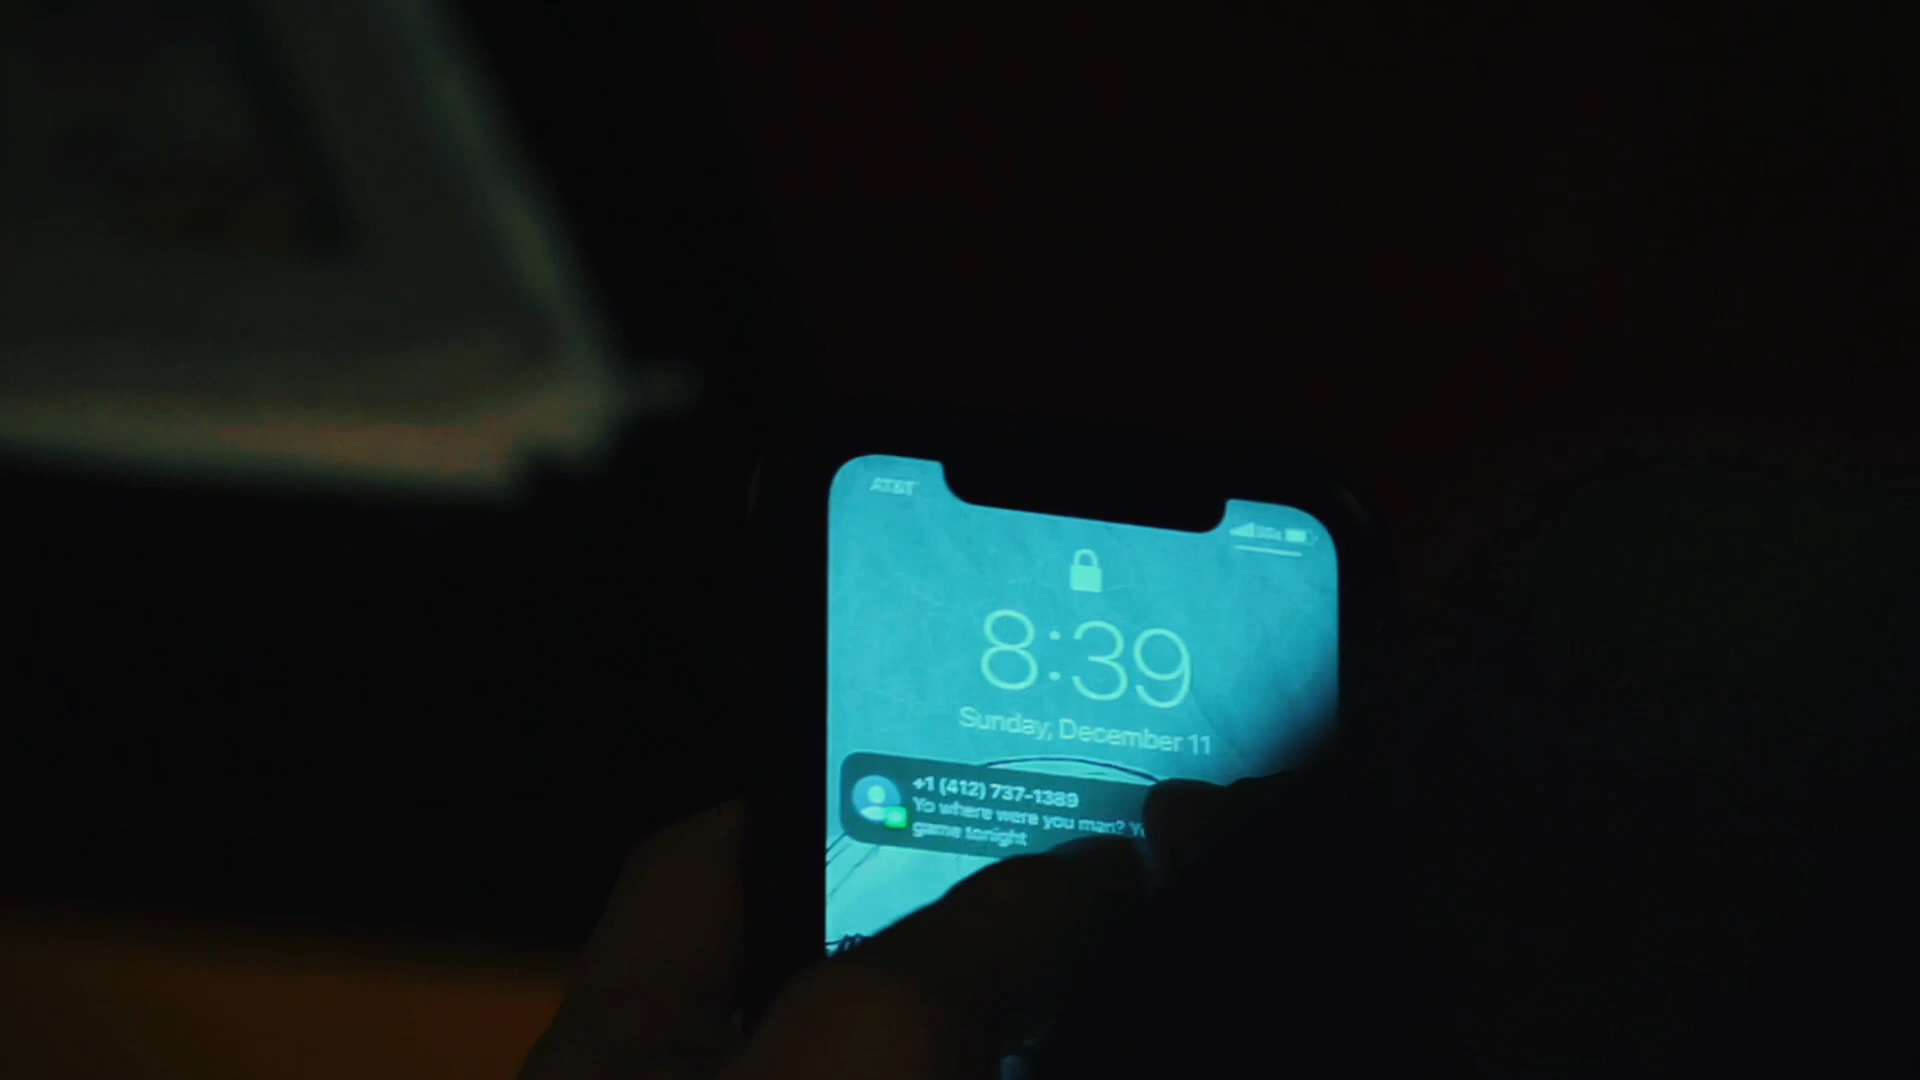 AT&T
8:39
Sunday, December 11
+1 (412) 737-1389
Yo where were you man?
game tonight